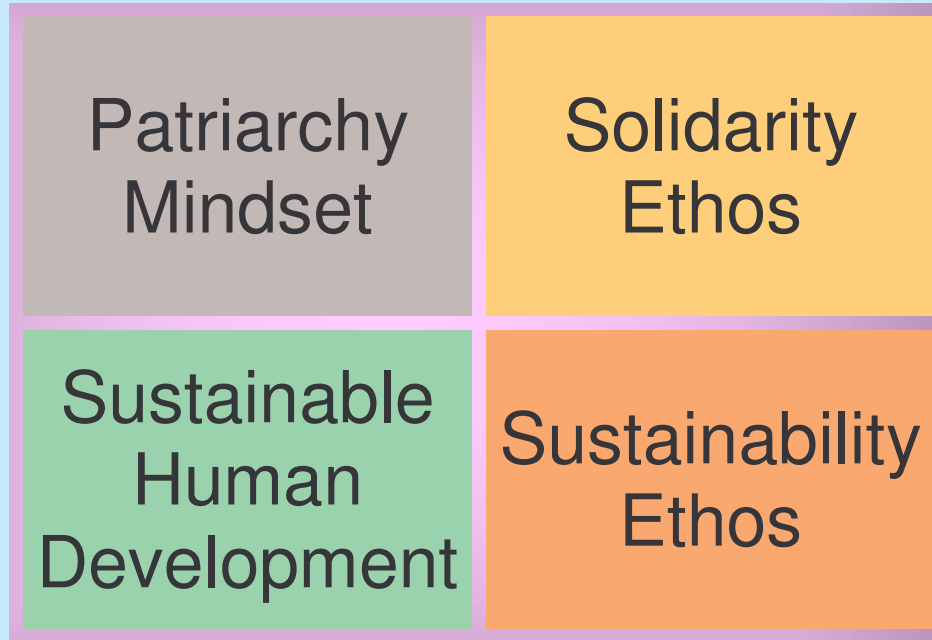 Patriarchy
Mindset
Solidarity
Ethos
Sustainable
Human
Development
Sustainability
Ethos